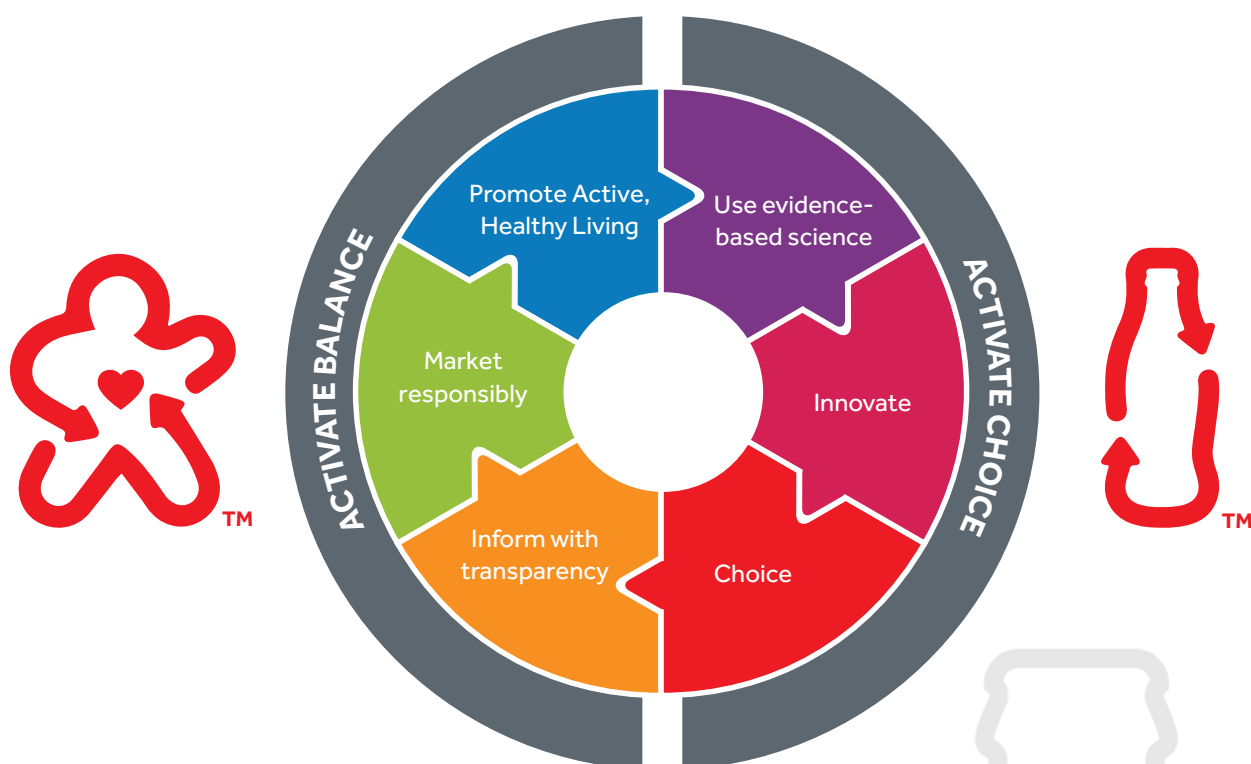 Promote Active,
Healthy Living
Use evidence-
based science
ACTIVATE BALANCE
ACTIVATE CHOICE
Market
responsibly
Innovate
TM
TM
Inform with
transparency
Choice